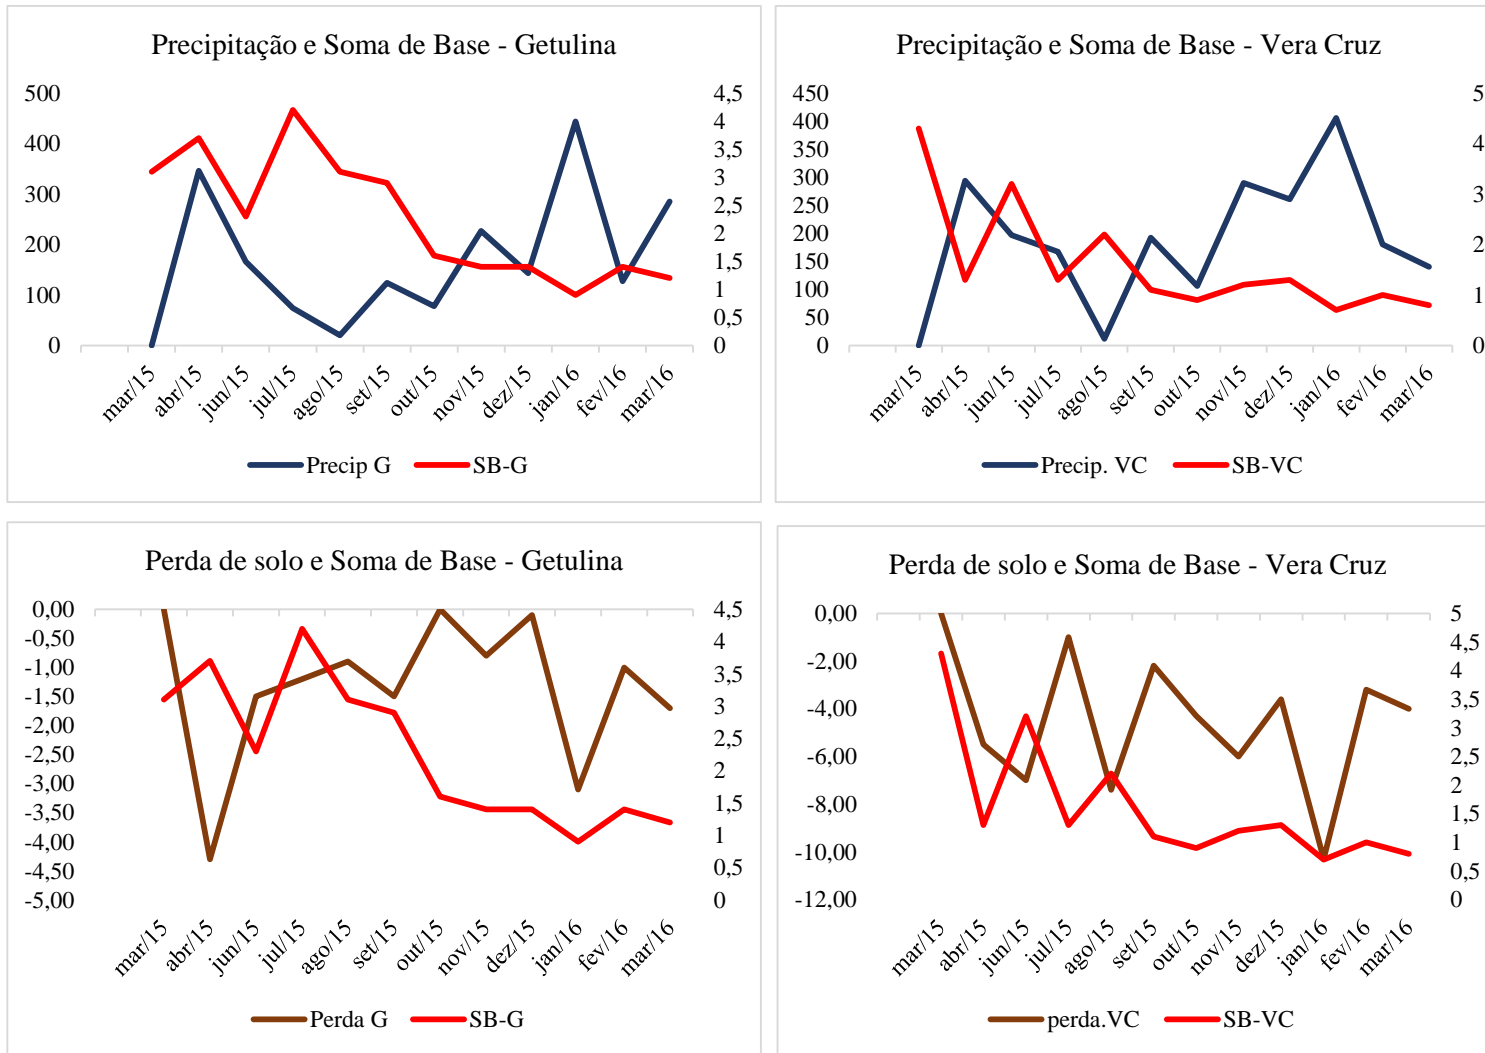 Precipitação e Soma de Base - Getulina
500
400
300
200
100
0
4,5
4
3,5
3
2,5
2
1,5
1
0,5
0
mar/15
abr/15
jun/15
jul/15
ago/15
set/15
out/15
nov/15
dez/15
jan/16
fev/16
mar/16
Precip G
SB-G
Precipitação e Soma de Base - Vera Cruz
450
400
350
300
250
200
150
100
50
0
5
4
3
2
1
0
mar/15
abr/15
jun/15
jul/15
ago/15
set/15
out/15
nov/15
dez/15
jan/16
fev/16
mar/16
Precip. VC
SB-VC
Perda de solo e Soma de Base - Getulina
0,00
-0,50
-1,00
-1,50
-2,00
-2,50
-3,00
-3,50
-4,00
-4,50
-5,00
4,5
4
3,5
3
2,5
2
1,5
1
0,5
0
mar/15
abr/15
jun/15
jul/15
ago/15
set/15
out/15
nov/15
dez/15
jan/16
fev/16
mar/16
Perda G
SB-G
Perda de solo e Soma de Base - Vera Cruz
0,00
-2,00
-4,00
-6,00
-8,00
-10,00
-12,00
5
4,5
4
3,5
3
2,5
2
1,5
1
0,5
0
mar/15
abr/15
jun/15
jul/15
ago/15
set/15
out/15
nov/15
dez/15
jan/16
fev/16
mar/16
perda.VC
SB-VC